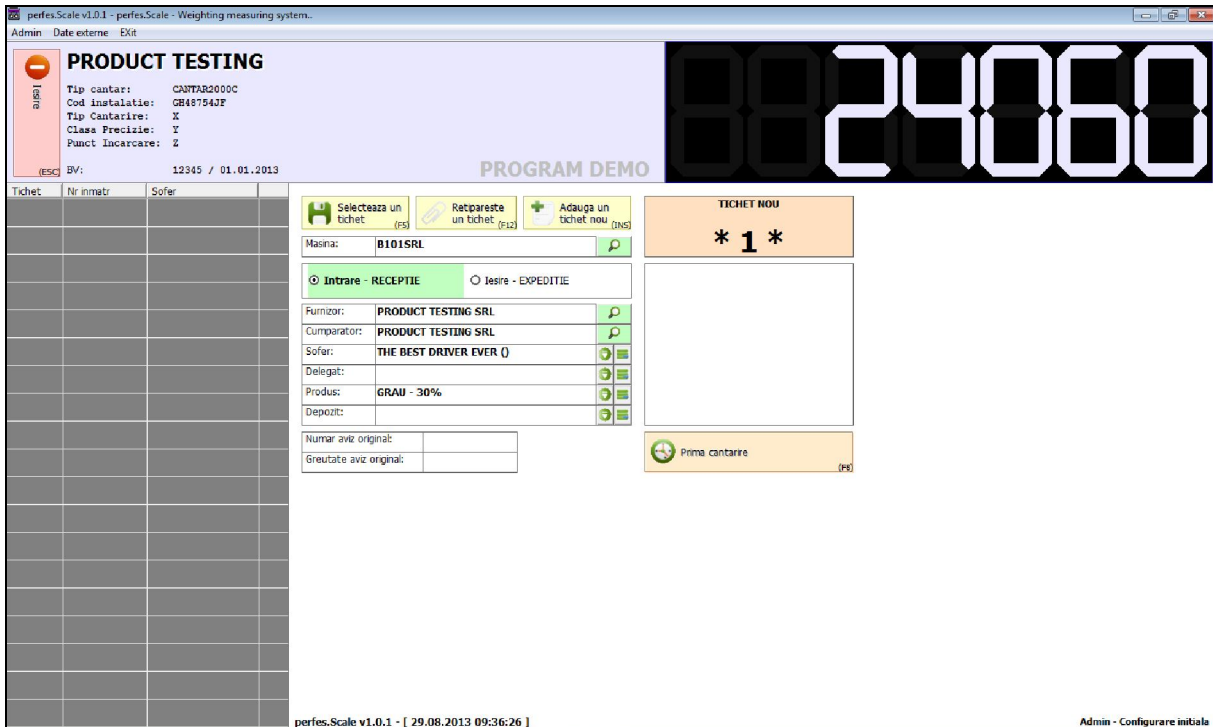 perfes.Scale v1.0.1 - perfes.Scale - Weighting measuring system..
Admin Date externe EXit
Iesire
(ESC)
PRODUCT TESTING
Tip cantar: CANTAR2000C
Cod instalatie: GH48754JF
Tip Cantarire: X
Clasa Precizie: Y
Punct Incarcare: Z
BV: 12345 / 01.01.2013
PROGRAM DEMO
24060
Tichet Nr inmatr Sofer
Selecteaza un
tichet (F5)
Retipareste
un tichet (F12)
Adauga un
tichet nou (INS)
TICHET NOU
* 1 *
Masina: B101SRL
Intrare - RECEPTIE Iesire - EXPEDITIE
Furnizor: PRODUCT TESTING SRL
Cumparator: PRODUCT TESTING SRL
Sofer: THE BEST DRIVER EVER ()
Delegat:
Produs: GRAU - 30%
Depozit:
Numar aviz original:
Greutate aviz original:
Prima cantarire
(F8)
perfes.Scale v1.0.1 - [ 29.08.2013 09:36:26 ]
Admin - Configurare initiala